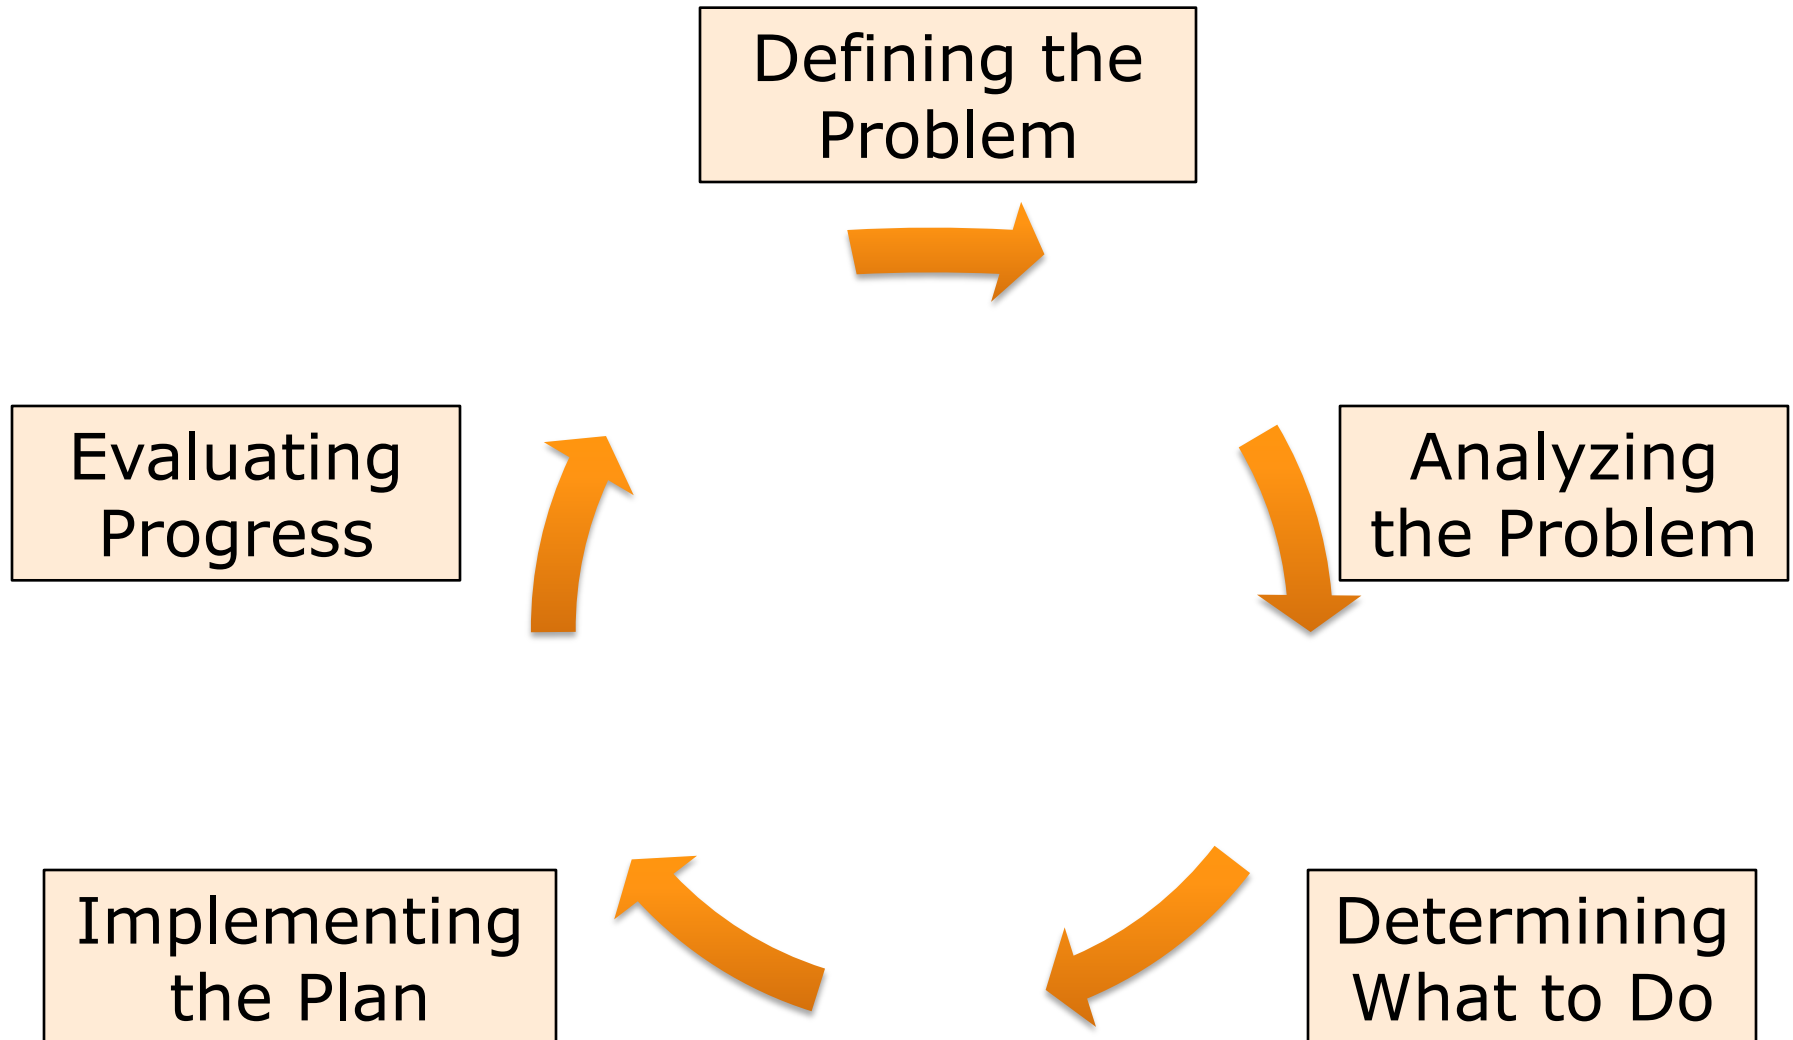 Defining the
Problem
Analyzing
the Problem
Determining
What to Do
Implementing
the Plan
Evaluating
Progress